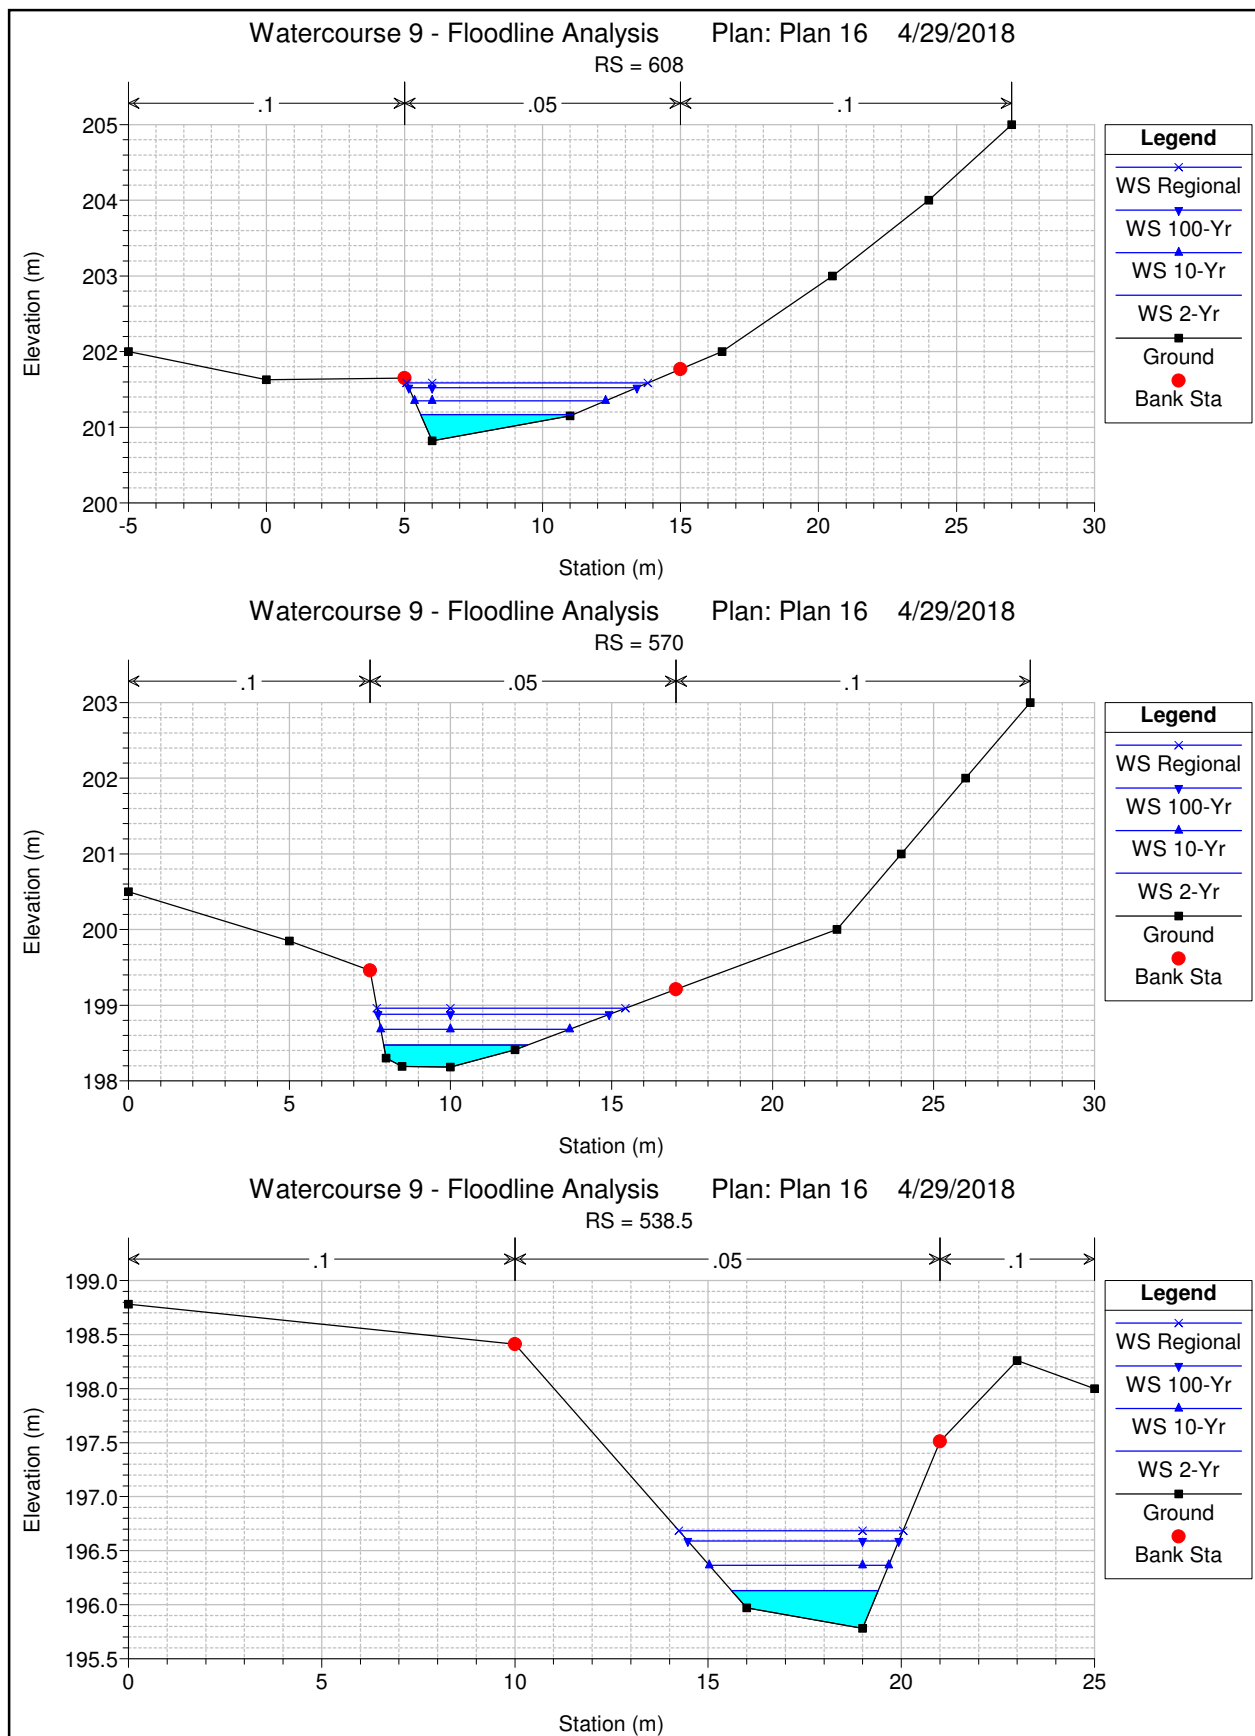 Watercourse 9 - Floodline Analysis Plan: Plan 16 4/29/2018
RS = 608
.1 .05 .1
205
204
203
202
201
200
Elevation (m)
-5 0 5 10 15 20 25 30
Station (m)
Legend
WS Regional
WS 100-Yr
WS 10-Yr
WS 2-Yr
Ground
Bank Sta
Watercourse 9 - Floodline Analysis Plan: Plan 16 4/29/2018
RS = 570
.1 .05 .1
203
202
201
200
199
198
Elevation (m)
0 5 10 15 20 25 30
Station (m)
Legend
WS Regional
WS 100-Yr
WS 10-Yr
WS 2-Yr
Ground
Bank Sta
Watercourse 9 - Floodline Analysis Plan: Plan 16 4/29/2018
RS = 538.5
.1 .05 .1
199.0
198.5
198.0
197.5
197.0
196.5
196.0
195.5
Elevation (m)
0 5 10 15 20 25
Station (m)
Legend
WS Regional
WS 100-Yr
WS 10-Yr
WS 2-Yr
Ground
Bank Sta